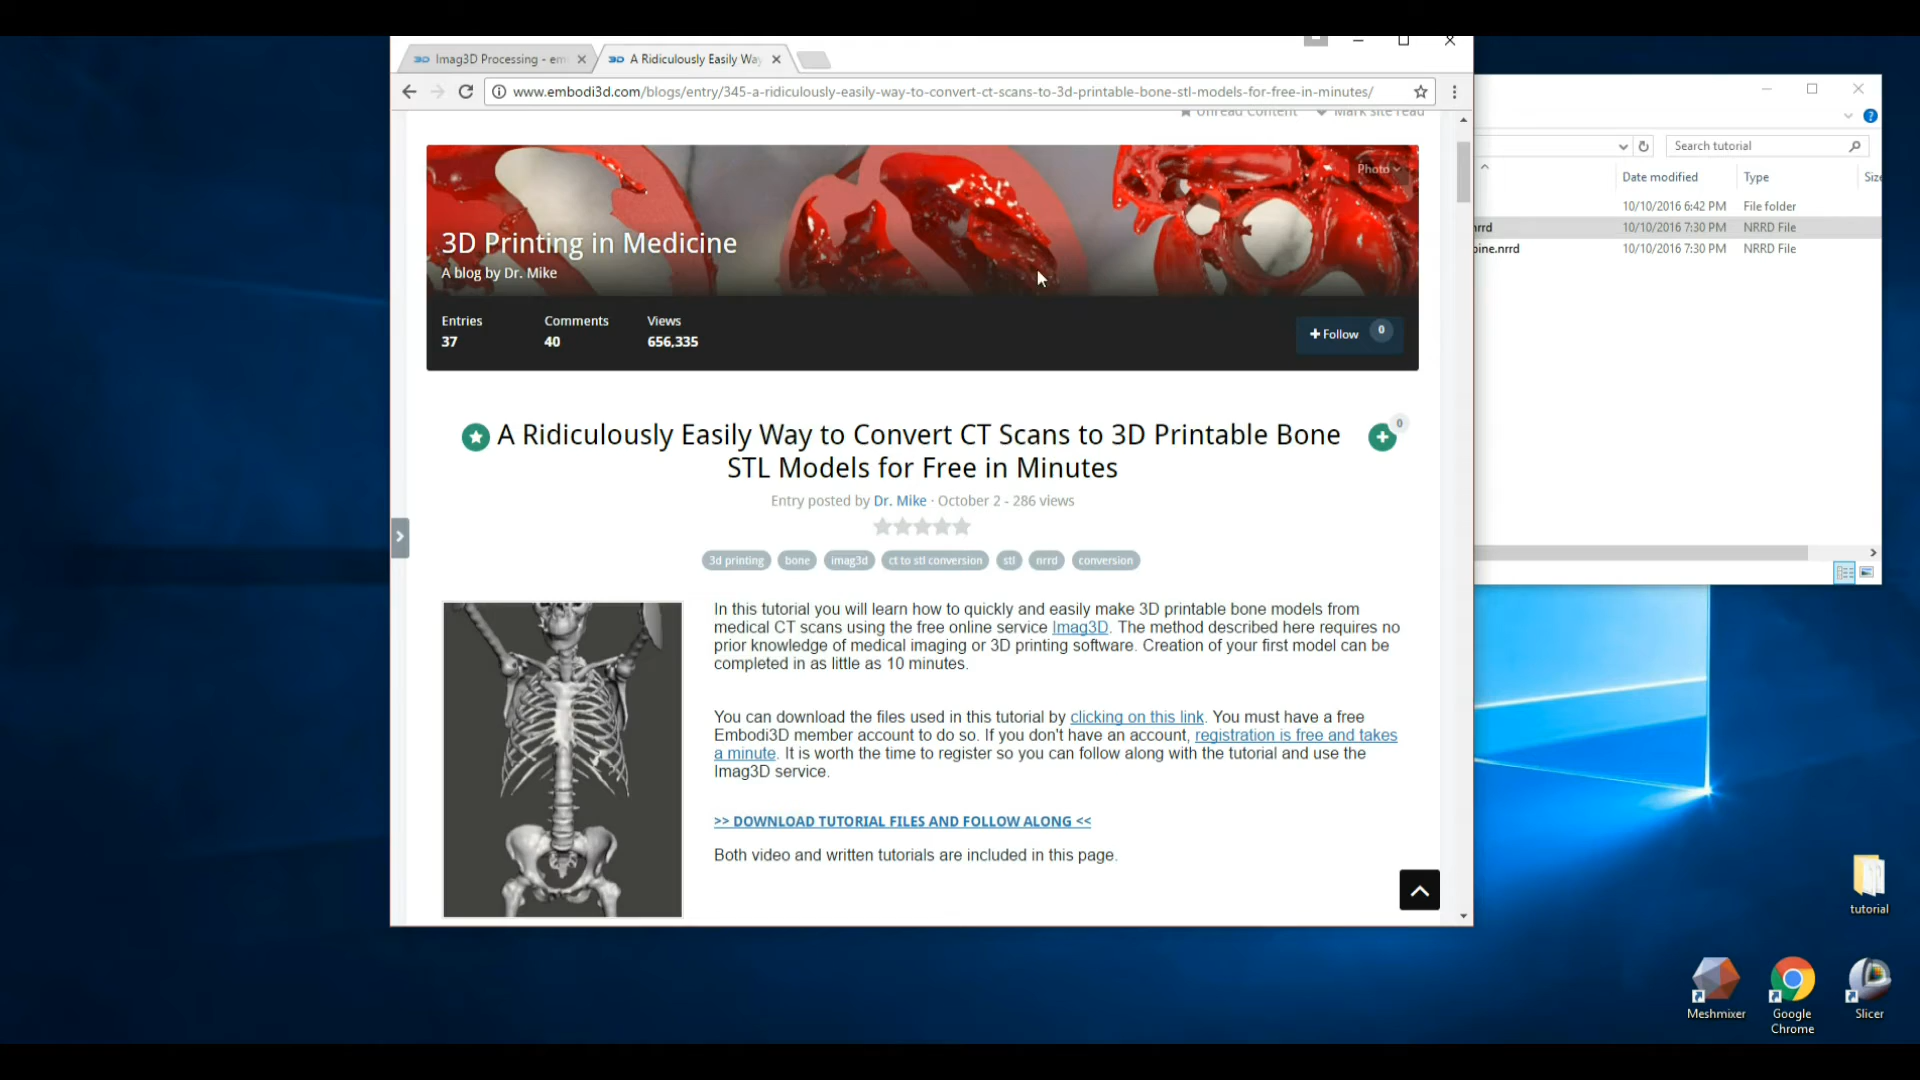 Imag3D Processing - em
A Ridiculously Easily Way
www.embodi3d.com/blogs/entry/345-a-ridiculously-easily-way-to-convert-ct-scans-to-3d-printable-bone-stl-models-for-free-in-minutes/
Unread Content Mark site read
Photo
3D Printing in Medicine
A blog by Dr. Mike
Entries Comments Views
37 40 656,335
+ Follow 0
0
A Ridiculously Easily Way to Convert CT Scans to 3D Printable Bone
STL Models for Free in Minutes
Entry posted by Dr. Mike · October 2 - 286 views
3d printing bone imag3d ct to stl conversion stl nrrd conversion
In this tutorial you will learn how to quickly and easily make 3D printable bone models from
medical CT scans using the free online service Imag3D. The method described here requires no
prior knowledge of medical imaging or 3D printing software. Creation of your first model can be
completed in as little as 10 minutes.
You can download the files used in this tutorial by clicking on this link. You must have a free
Embodi3D member account to do so. If you don't have an account, registration is free and takes
a minute. It is worth the time to register so you can follow along with the tutorial and use the
Imag3D service.
>> DOWNLOAD TUTORIAL FILES AND FOLLOW ALONG <<
Both video and written tutorials are included in this page.
Search tutorial
Date modified Type Size
10/10/2016 6:42 PM File folder
nrrd 10/10/2016 7:30 PM NRRD File
pine.nrrd 10/10/2016 7:30 PM NRRD File
tutorial
Meshmixer
Google
Chrome
Slicer